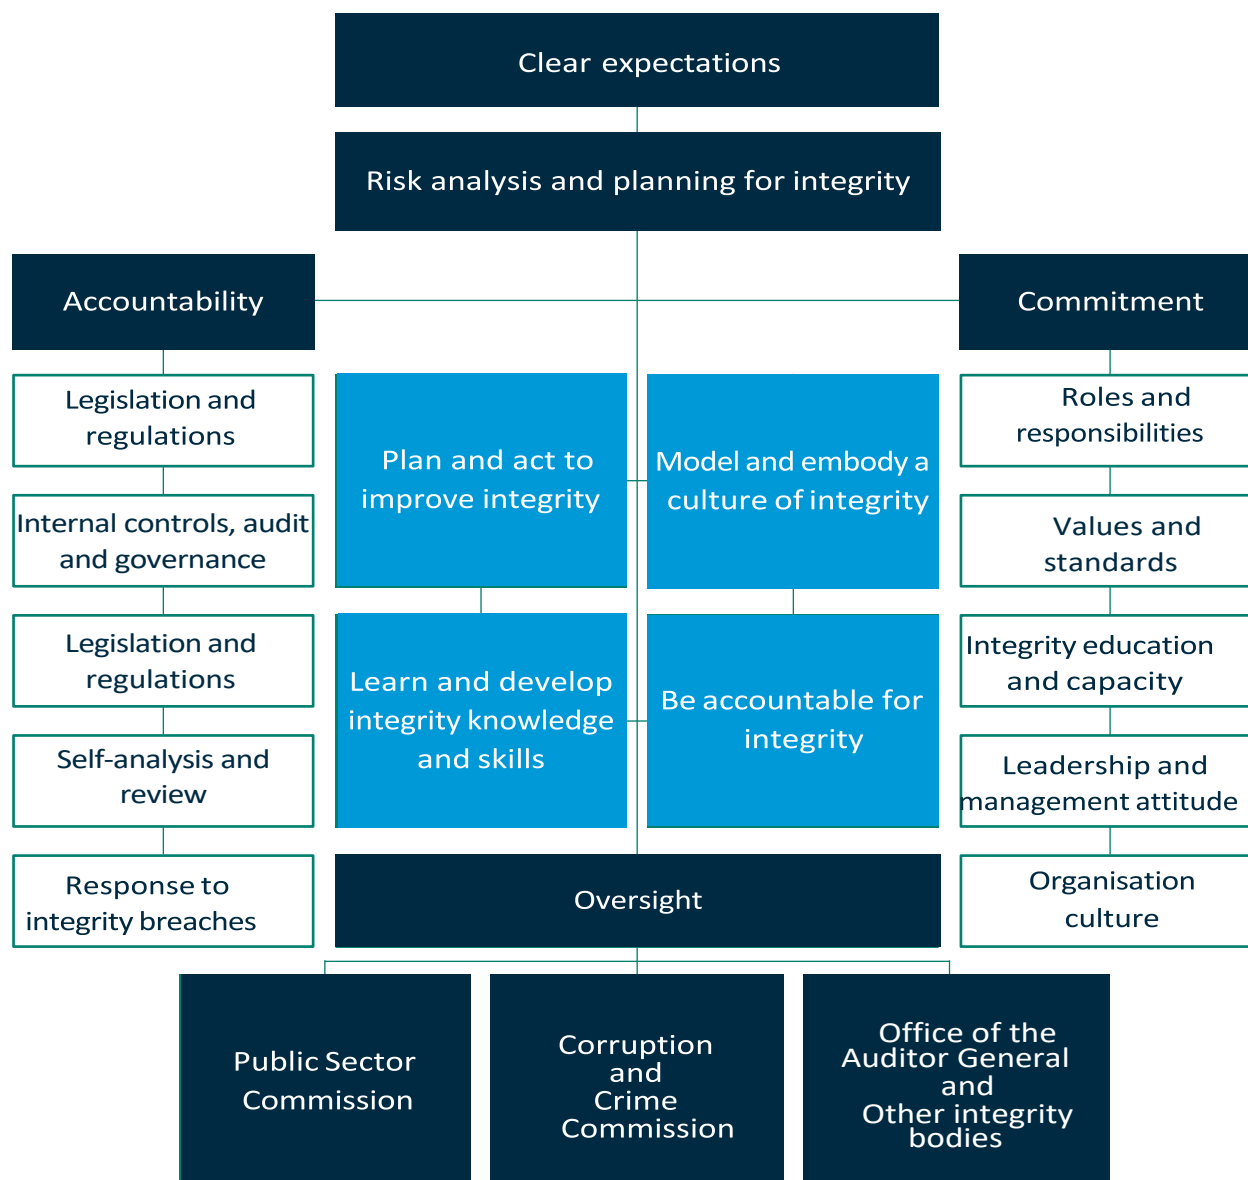 Clear expectations
Risk analysis and planning for integrity
Accountability
Legislation and
regulations
Internal controls, audit
and governance
Legislation and
regulations
Self-analysis and
review
Response to
integrity breaches
Plan and act to
improve integrity
Model and embody a
culture of integrity
Learn and develop
integrity knowledge
and skills
Be accountable for
integrity
Commitment
Roles and
responsibilities
Values and
standards
Integrity education
and capacity
Leadership and
management attitude
Organisation
culture
Oversight
Public Sector
Commission
Corruption
and
Crime
Commission
Office of the
Auditor General
and
Other integrity
bodies